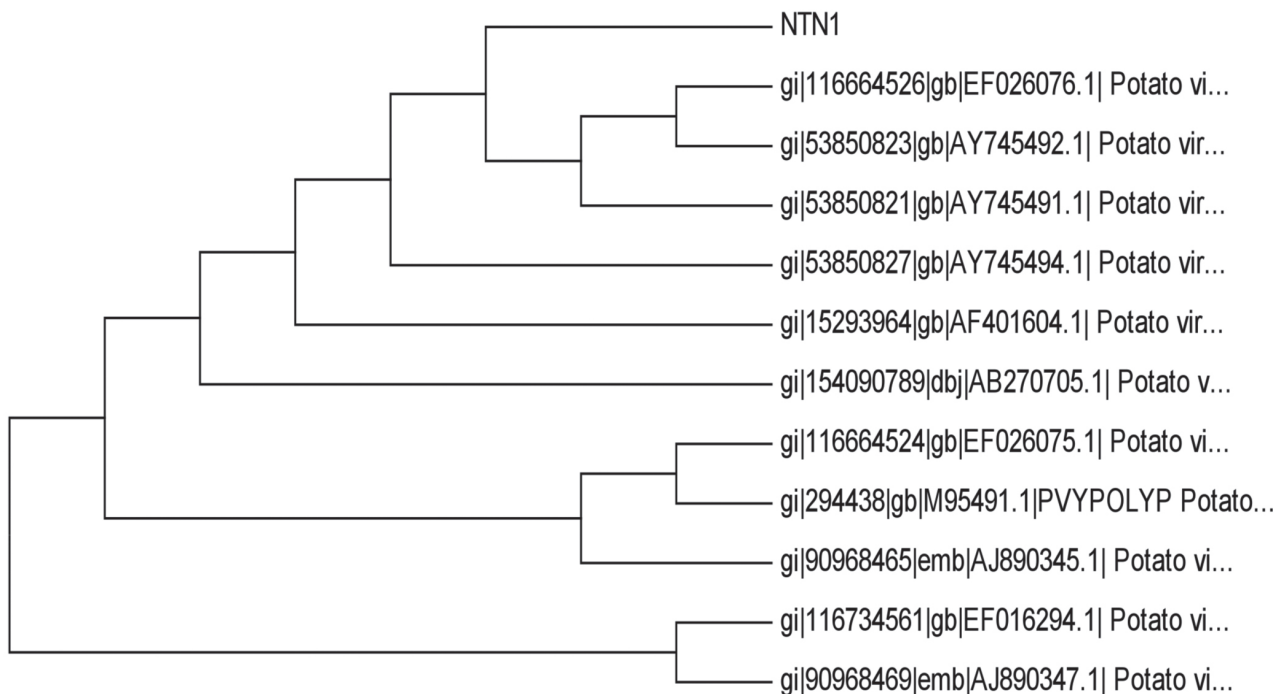 NTN1
gi|116664526|gb|EF026076.1| Potato vi...
gi|53850823|gb|AY745492.1| Potato vir...
gi|53850821|gb|AY745491.1| Potato vir...
gi|53850827|gb|AY745494.1| Potato vir...
gi|15293964|gb|AF401604.1| Potato vir...
gi|154090789|dbj|AB270705.1| Potato v...
gi|116664524|gb|EF026075.1| Potato vi...
gi|294438|gb|M95491.1|PVYPOLYP Potato...
gi|90968465|emb|AJ890345.1| Potato vi...
gi|116734561|gb|EF016294.1| Potato vi...
gi|90968469|emb|AJ890347.1| Potato vi...